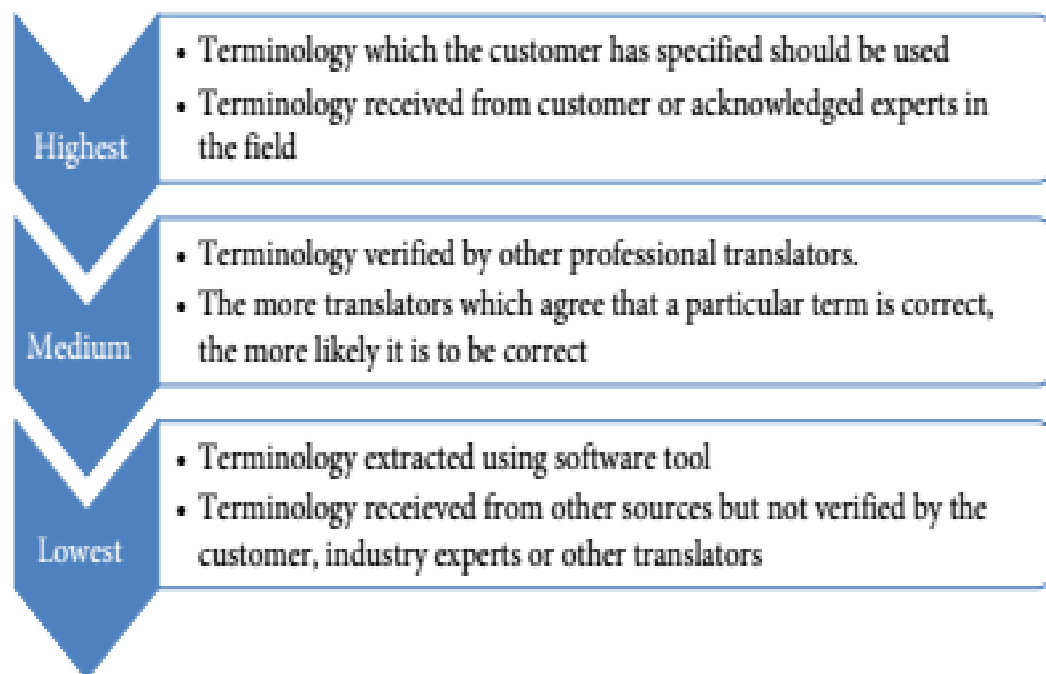 • Terminology which the customer has specified should be used
• Terminology received from customer or acknowledged experts in
the field
Highest
• Terminology verified by other professional translators.
• The more translators which agree that a particular term is correct,
the more likely it is to be correct
Medium
• Terminology extracted using software tool
• Terminology receieved from other sources but not verified by the
customer, industry experts or other translators
Lowest